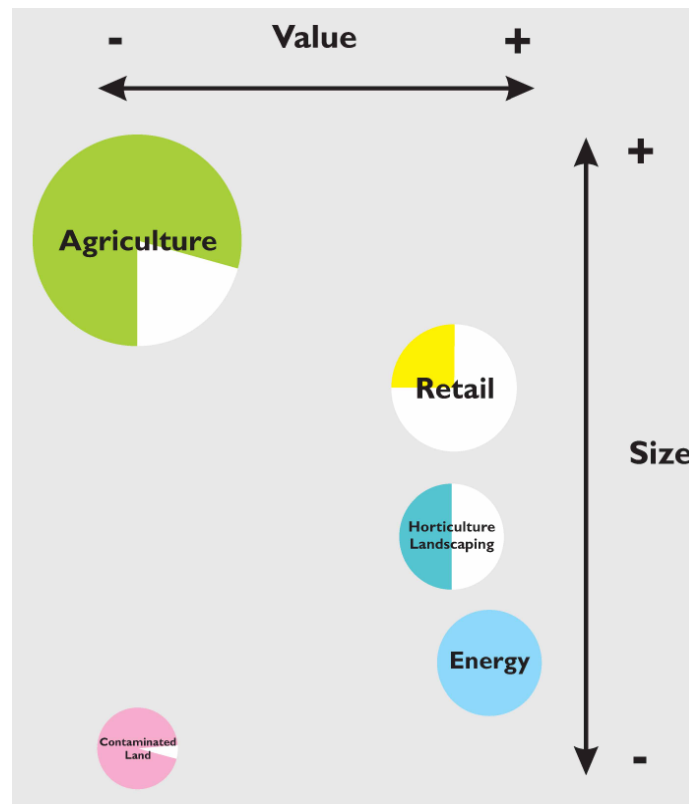 - Value +
+
Agriculture
Retail
Size
Horticulture
Landscaping
Energy
Contaminated
Land
-